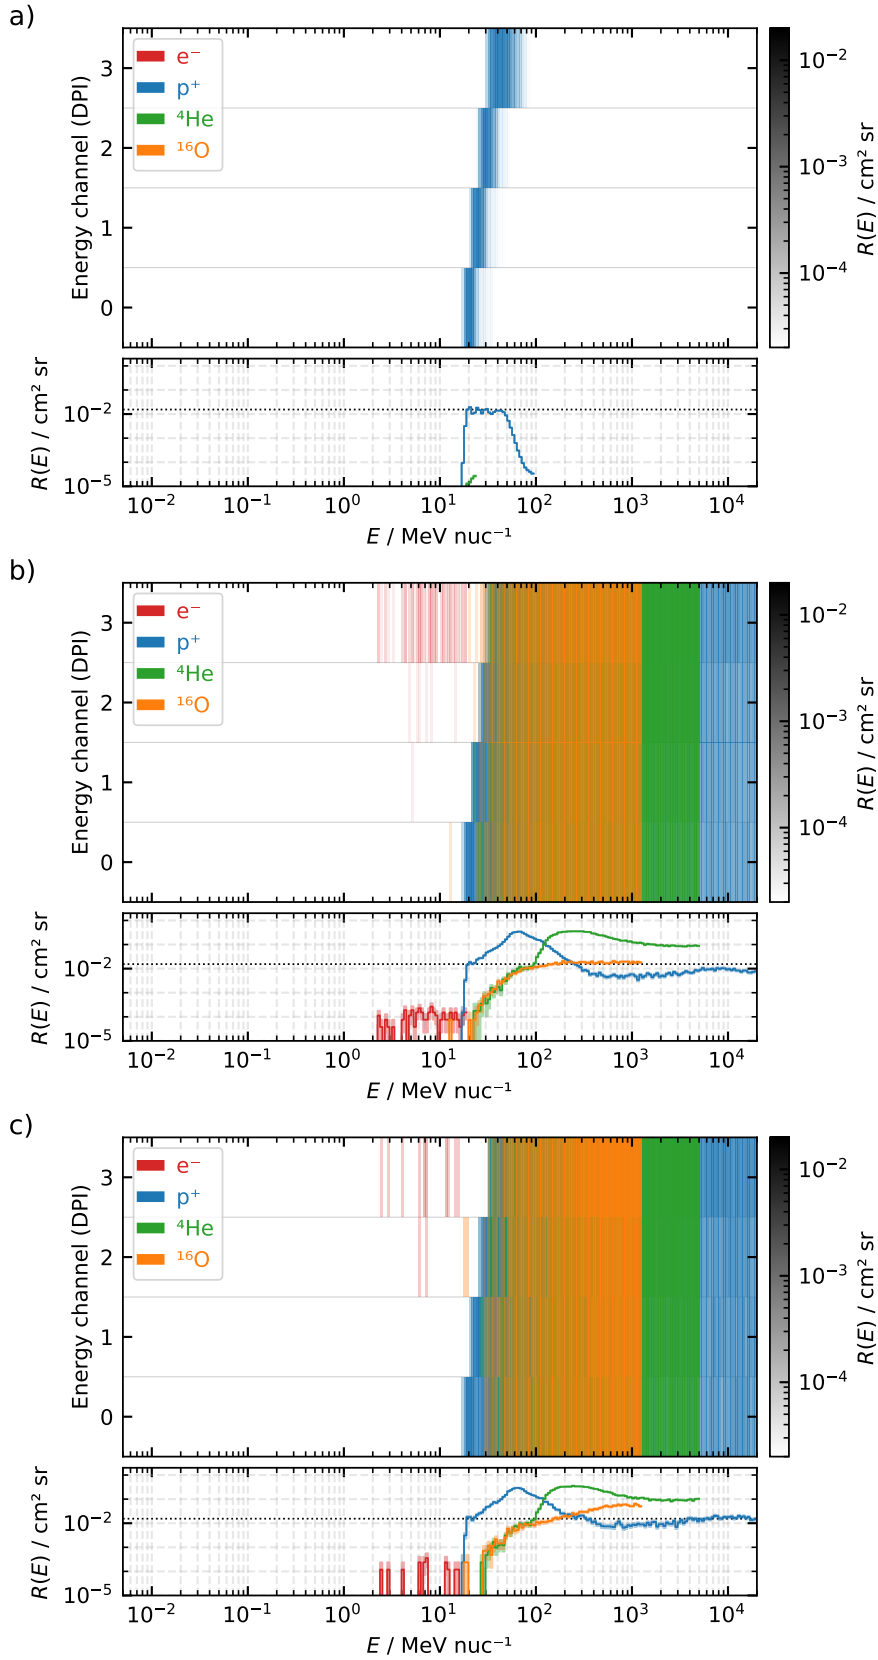 a)
Energy channel (DPI)
3
2
1
0
e⁻
p⁺
⁴He
¹⁶O
10⁻²
10⁻³
10⁻⁴
R(E) / cm² sr
R(E) / cm² sr
10⁻²
10⁻⁵
10⁻² 10⁻¹ 10⁰ 10¹ 10² 10³ 10⁴
E / MeV nuc⁻¹
b)
Energy channel (DPI)
3
2
1
0
e⁻
p⁺
⁴He
¹⁶O
10⁻²
10⁻³
10⁻⁴
R(E) / cm² sr
R(E) / cm² sr
10⁻²
10⁻⁵
10⁻² 10⁻¹ 10⁰ 10¹ 10² 10³ 10⁴
E / MeV nuc⁻¹
c)
Energy channel (DPI)
3
2
1
0
e⁻
p⁺
⁴He
¹⁶O
10⁻²
10⁻³
10⁻⁴
R(E) / cm² sr
R(E) / cm² sr
10⁻²
10⁻⁵
10⁻² 10⁻¹ 10⁰ 10¹ 10² 10³ 10⁴
E / MeV nuc⁻¹